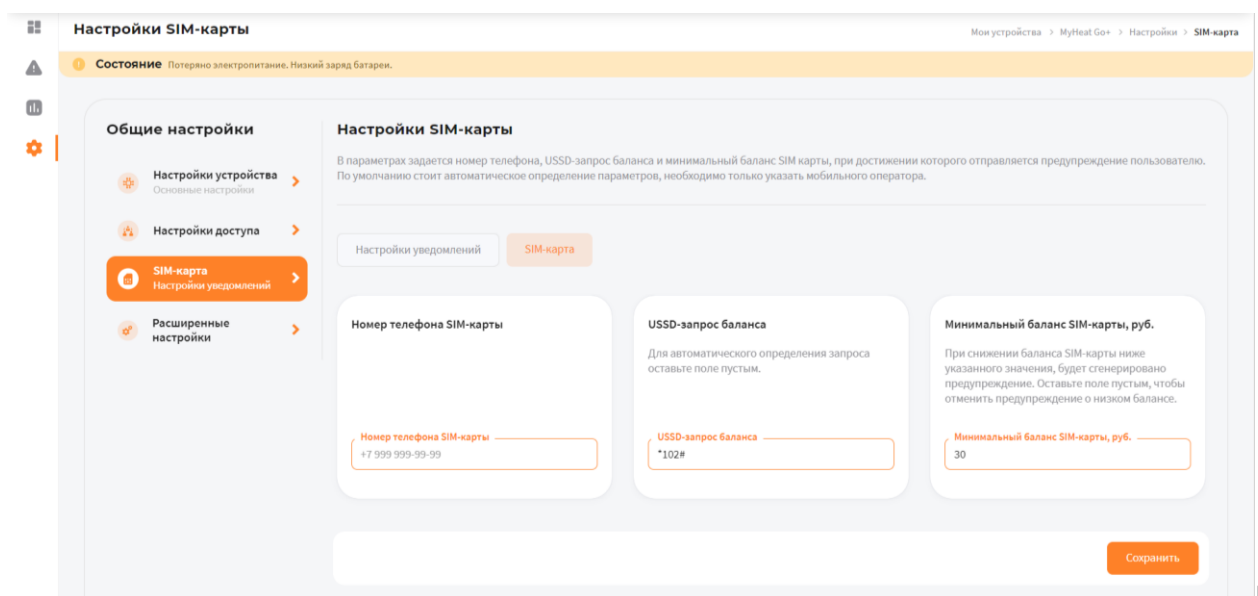 Настройки SIM-карты
Мои устройства > MyHeat Go+ > Настройки > SIM-карта
Состояние Потеряно электропитание. Низкий заряд батареи.
Общие настройки
Настройки устройства
Основные настройки
Настройки доступа
SIM-карта
Настройки уведомлений
Расширенные
настройки
Настройки SIM-карты
В параметрах задается номер телефона, USSD-запрос баланса и минимальный баланс SIM карты, при достижении которого отправляется предупреждение пользователю.
По умолчанию стоит автоматическое определение параметров, необходимо только указать мобильного оператора.
Настройки уведомлений
SIM-карта
Номер телефона SIM-карты
Номер телефона SIM-карты
+7 999 999-99-99
USSD-запрос баланса
Для автоматического определения запроса
оставьте поле пустым.
USSD-запрос баланса
*102#
Минимальный баланс SIM-карты, руб.
При снижении баланса SIM-карты ниже
указанного значения, будет сгенерировано
предупреждение. Оставьте поле пустым, чтобы
отменить предупреждение о низком балансе.
Минимальный баланс SIM-карты, руб.
30
Сохранить